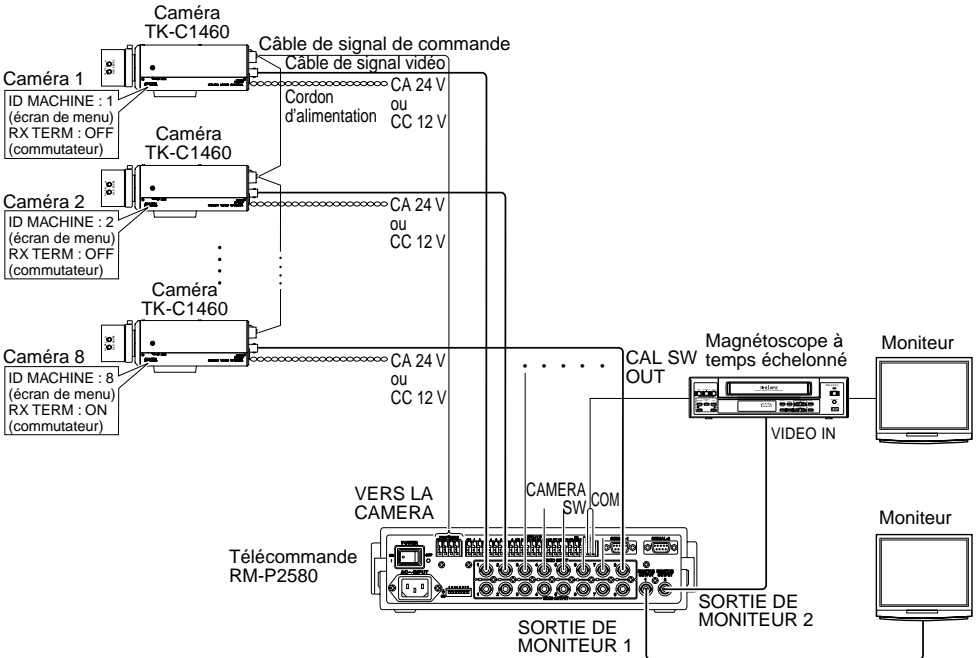 Caméra
TK-C1460
Câble de signal de commande
Câble de signal vidéo
Caméra 1
ID MACHINE : 1
(écran de menu)
RX TERM : OFF
(commutateur)
Cordon
d'alimentation
CA 24 V
ou
CC 12 V
Caméra
TK-C1460
Caméra 2
ID MACHINE : 2
(écran de menu)
RX TERM : OFF
(commutateur)
CA 24 V
ou
CC 12 V
Caméra
TK-C1460
Caméra 8
ID MACHINE : 8
(écran de menu)
RX TERM : ON
(commutateur)
CA 24 V
ou
CC 12 V
CAL SW
OUT
Magnétoscope à
temps échelonné
Moniteur
VIDEO IN
VERS LA
CAMERA
CAMERA
SW
COM
Moniteur
Télécommande
RM-P2580
POWER
AC~INPUT
SORTIE DE
MONITEUR 1
SORTIE DE
MONITEUR 2